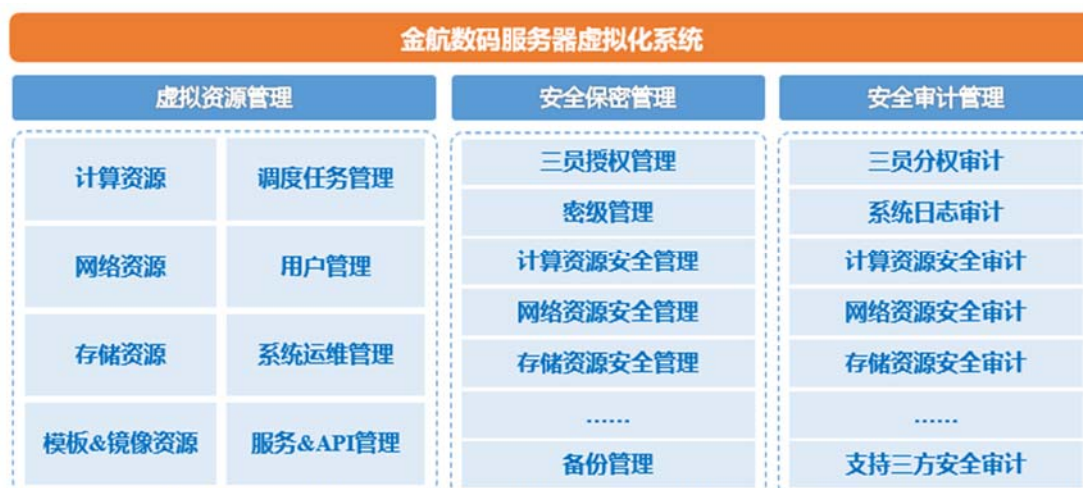 金航数码服务器虚拟化系统
虚拟资源管理
计算资源
调度任务管理
网络资源
用户管理
存储资源
系统运维管理
模板&镜像资源
服务&API管理
安全保密管理
三员授权管理
密级管理
计算资源安全管理
网络资源安全管理
存储资源安全管理
……
备份管理
安全审计管理
三员分权审计
系统日志审计
计算资源安全审计
网络资源安全审计
存储资源安全审计
……
支持三方安全审计